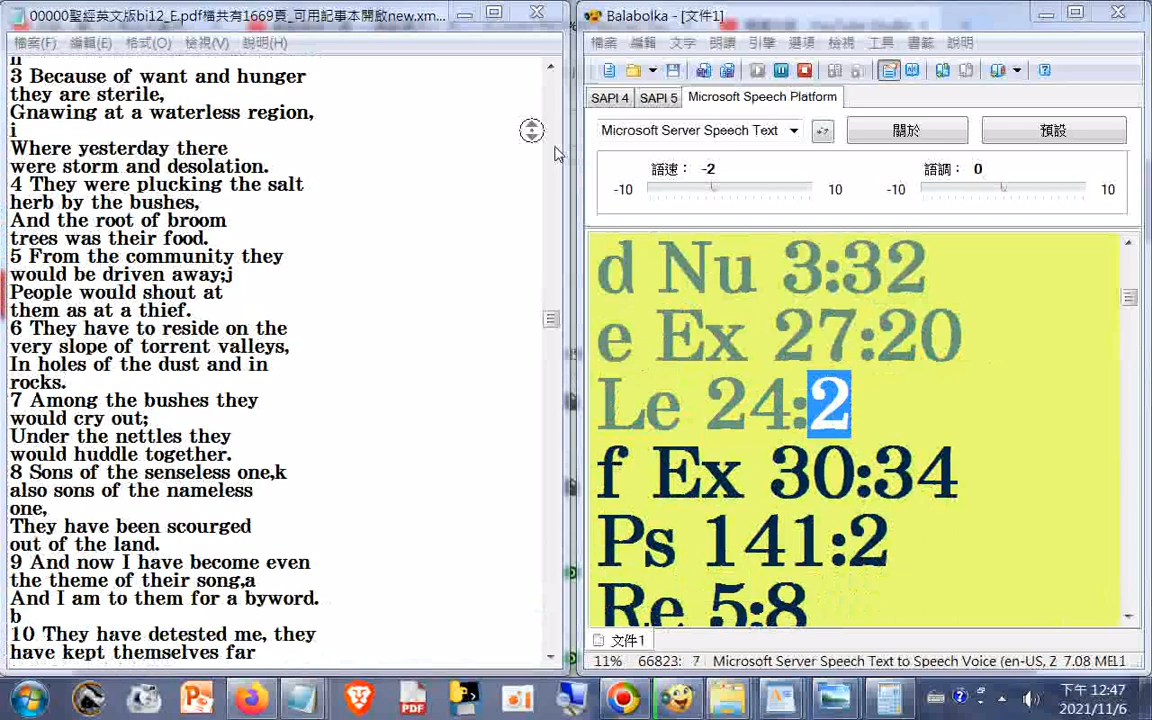 00000聖經英文版bi12_E.pdf檔共有1669頁_可用記事本開啟new.xm...
檔案(F) 編輯(E) 格式(O) 檢視(V) 說明(H)
n
3 Because of want and hunger
they are sterile,
Gnawing at a waterless region,
i
Where yesterday there
were storm and desolation.
4 They were plucking the salt
herb by the bushes,
And the root of broom
trees was their food.
5 From the community they
would be driven away;j
People would shout at
them as at a thief.
6 They have to reside on the
very slope of torrent valleys,
In holes of the dust and in
rocks.
7 Among the bushes they
would cry out;
Under the nettles they
would huddle together.
8 Sons of the senseless one,k
also sons of the nameless
one,
They have been scourged
out of the land.
9 And now I have become even
the theme of their song,a
And I am to them for a byword.
b
10 They have detested me, they
have kept themselves far
Balabolka - [文件1]
檔案 編輯 文字 朗讀 引擎 選項 檢視 工具 書籤 說明
SAPI 4 SAPI 5 Microsoft Speech Platform
Microsoft Server Speech Text 關於 預設
語速: -2 語調: 0
-10 10 -10 10
d Nu 3:32
e Ex 27:20
Le 24:2
f Ex 30:34
Ps 141:2
Re 5:8
文件1
11% 66823: 7 Microsoft Server Speech Text to Speech Voice (en-US, 2 7.08 ME
PDF
下午 12:47
2021/11/6